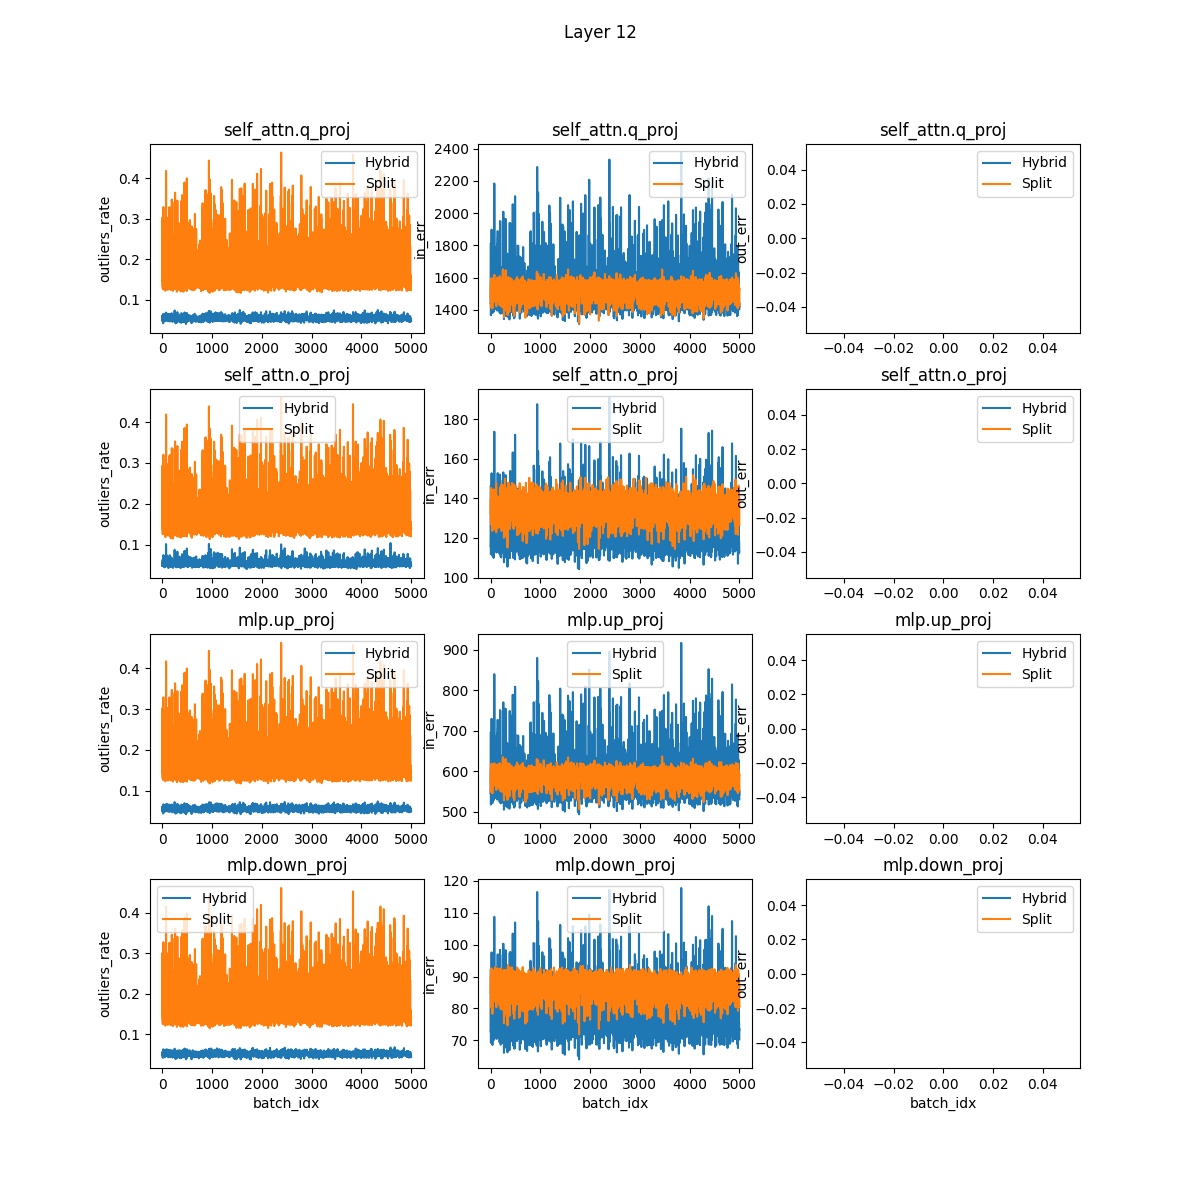 Layer 12
self_attn.q_proj
self_attn.q_proj
self_attn.q_proj
outliers_rate
0.4
0.3
0.2
0.1
0 1000 2000 3000 4000 5000
Hybrid
Split
in_err
2400
2200
2000
1800
1600
1400
0 1000 2000 3000 4000 5000
Hybrid
Split
out_err
0.04
0.02
0.00
−0.02
−0.04
−0.04 −0.02 0.00 0.02 0.04
Hybrid
Split
self_attn.o_proj
self_attn.o_proj
self_attn.o_proj
outliers_rate
0.4
0.3
0.2
0.1
0 1000 2000 3000 4000 5000
Hybrid
Split
in_err
180
160
140
120
100
0 1000 2000 3000 4000 5000
Hybrid
Split
out_err
0.04
0.02
0.00
−0.02
−0.04
−0.04 −0.02 0.00 0.02 0.04
Hybrid
Split
mlp.up_proj
mlp.up_proj
mlp.up_proj
outliers_rate
0.4
0.3
0.2
0.1
0 1000 2000 3000 4000 5000
Hybrid
Split
in_err
900
800
700
600
500
0 1000 2000 3000 4000 5000
Hybrid
Split
out_err
0.04
0.02
0.00
−0.02
−0.04
−0.04 −0.02 0.00 0.02 0.04
Hybrid
Split
mlp.down_proj
mlp.down_proj
mlp.down_proj
outliers_rate
0.4
0.3
0.2
0.1
0 1000 2000 3000 4000 5000
batch_idx
Hybrid
Split
in_err
120
110
100
90
80
70
0 1000 2000 3000 4000 5000
batch_idx
Hybrid
Split
out_err
0.04
0.02
0.00
−0.02
−0.04
−0.04 −0.02 0.00 0.02 0.04
batch_idx
Hybrid
Split